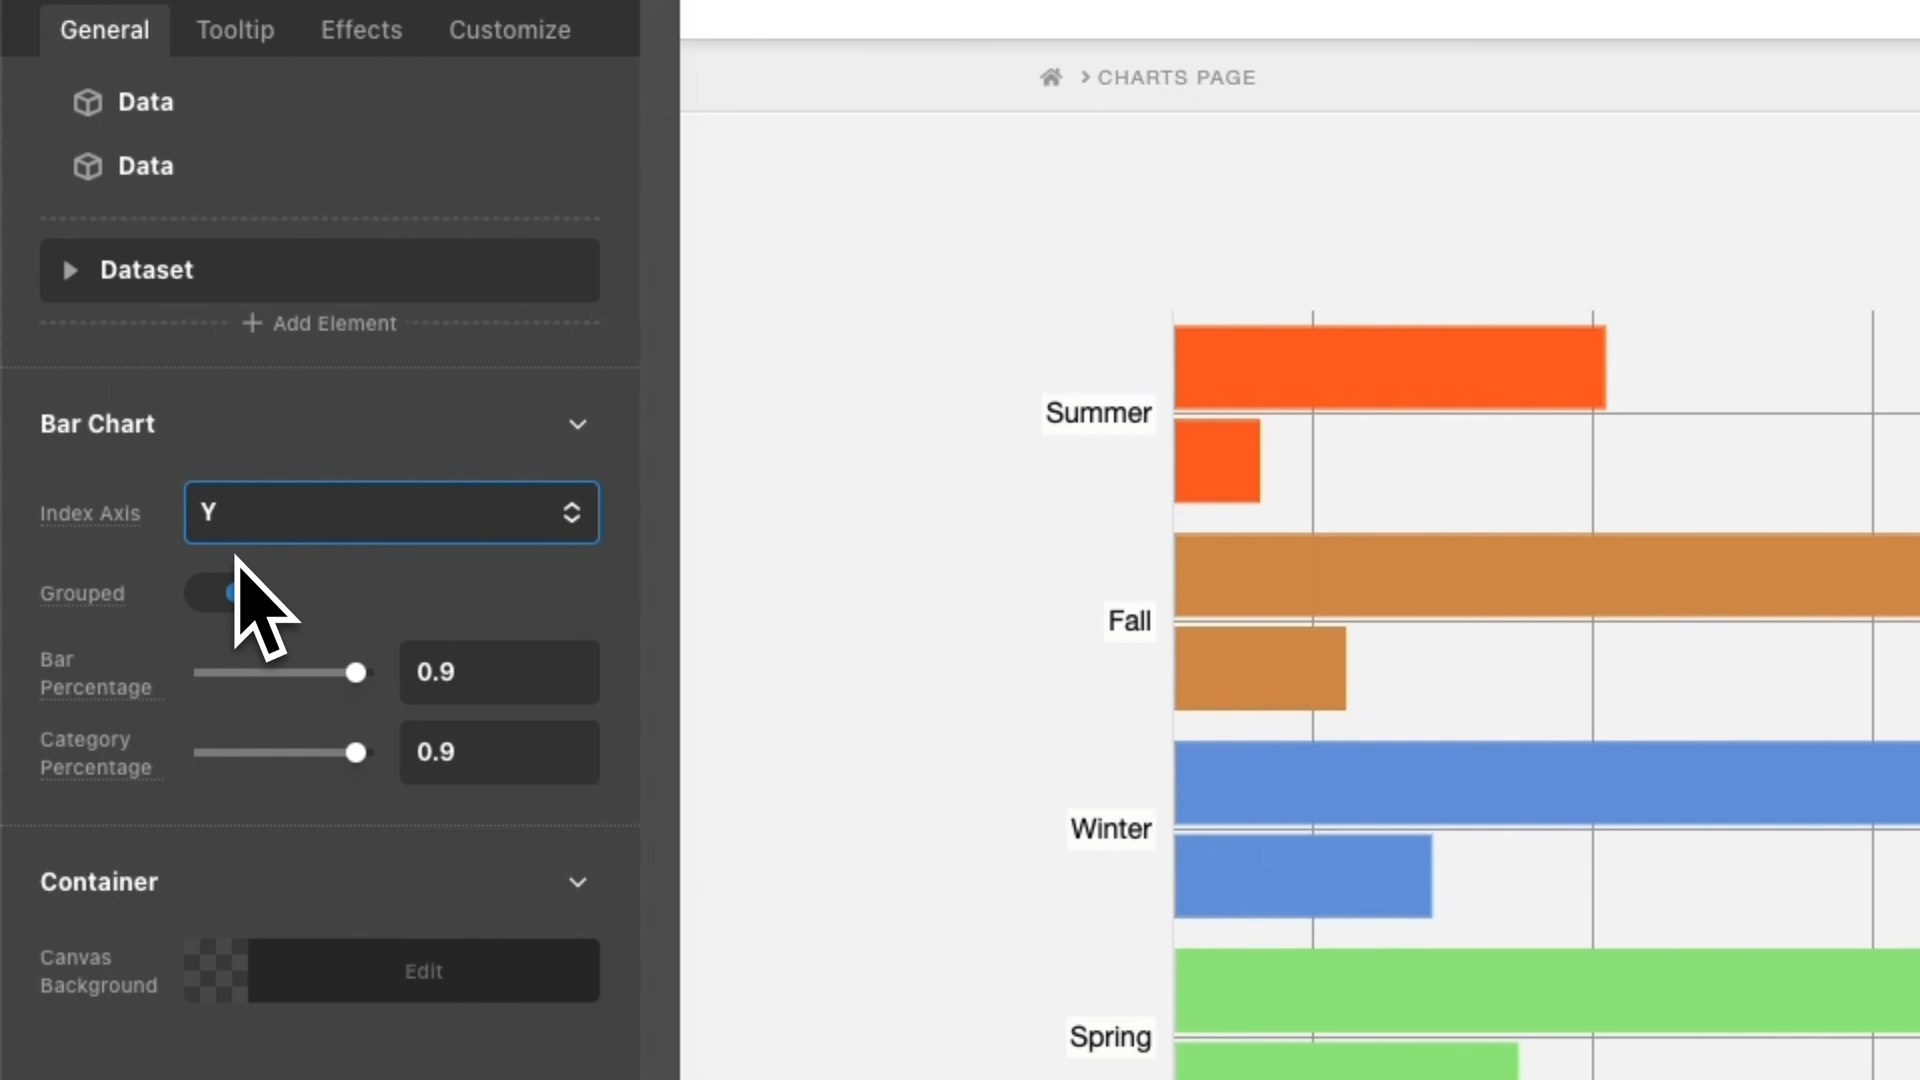 General Tooltip Effects Customize
Data
Data
Dataset
Add Element
Bar Chart
Index Axis Y
Grouped
Bar
Percentage 0.9
Category
Percentage 0.9
Container
Canvas
Background Edit
CHARTS PAGE
Summer
Fall
Winter
Spring